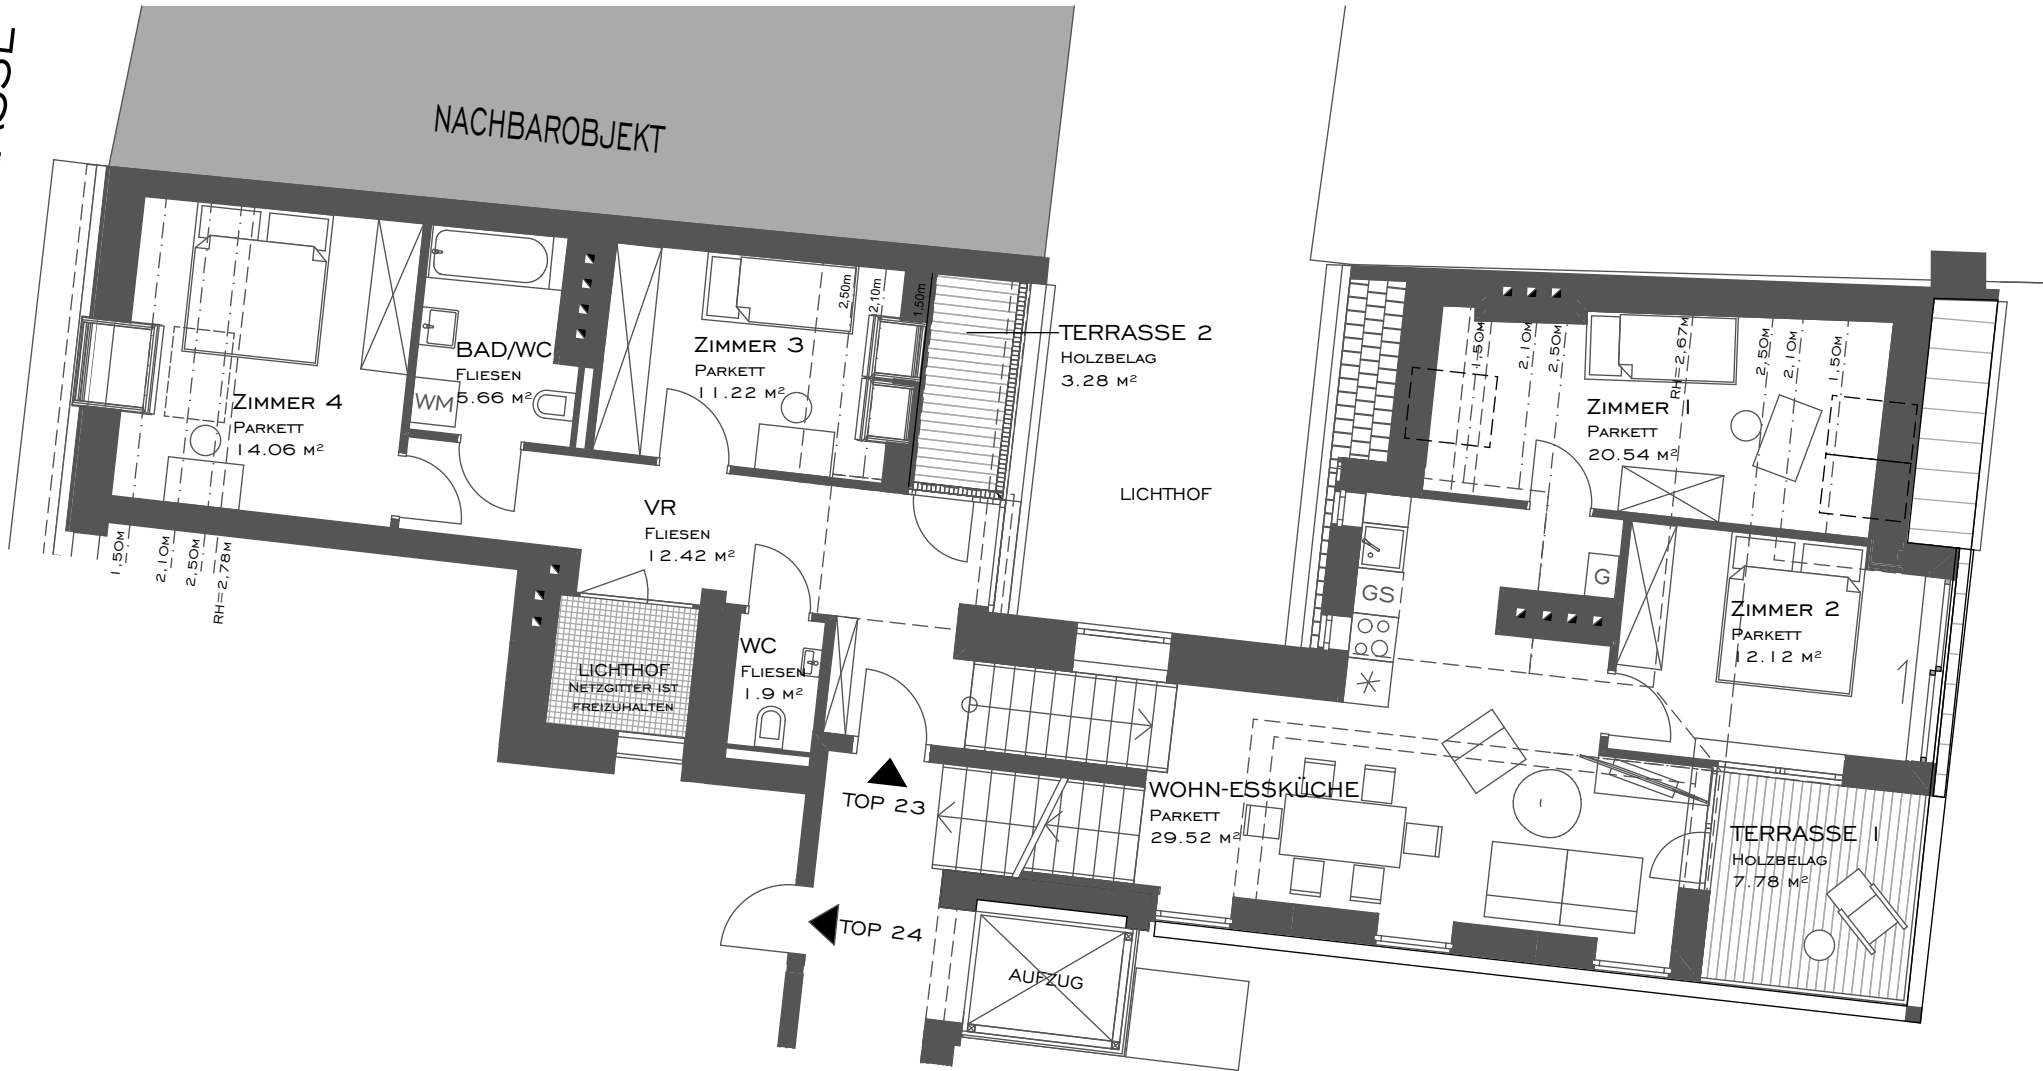 NACHBAROBJEKT
ZIMMER 4
PARKETT
14.06 M²
1,50M
2,10M
2,50M
RH=2,78M
BAD/WC
FLIESEN
5.66 M²
WM
ZIMMER 3
PARKETT
11.22 M²
2,50m
2,10m
1,50m
TERRASSE 2
HOLZBELAG
3.28 M²
LICHTHOF
VR
FLIESEN
12.42 M²
LICHTHOF
NETZGITTER IST
FREIZUHALTEN
WC
FLIESEN
1.9 M²
TOP 23
TOP 24
AUFZUG
1,50M
2,10M
2,50M
RH=2,67M
2,50M
2,10M
1,50M
ZIMMER 1
PARKETT
20.54 M²
GS
G
ZIMMER 2
PARKETT
12.12 M²
WOHN-ESSKÜCHE
PARKETT
29.52 M²
TERRASSE 1
HOLZBELAG
7.78 M²